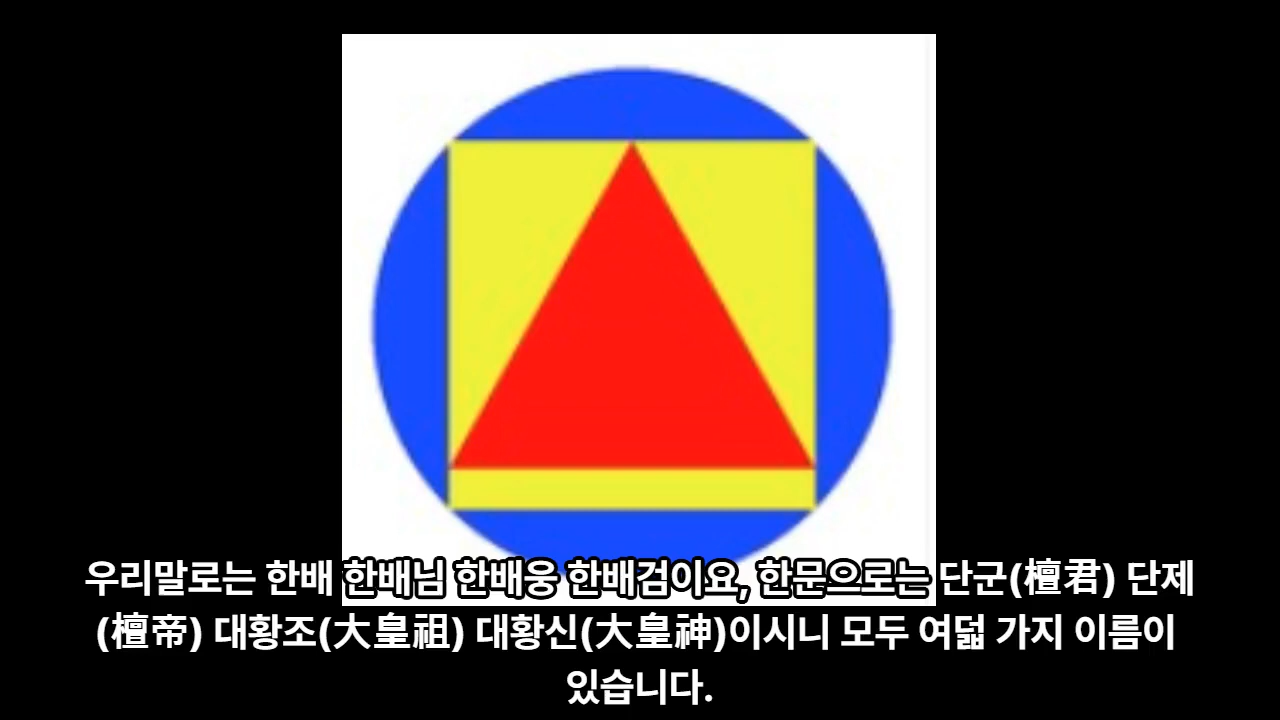 우리말로는 한배 한배님 한배웅 한배검이요, 한문으로는 단군(檀君) 단제
(檀帝) 대황조(大皇祖) 대황신(大皇神)이시니 모두 여덟 가지 이름이
있습니다.